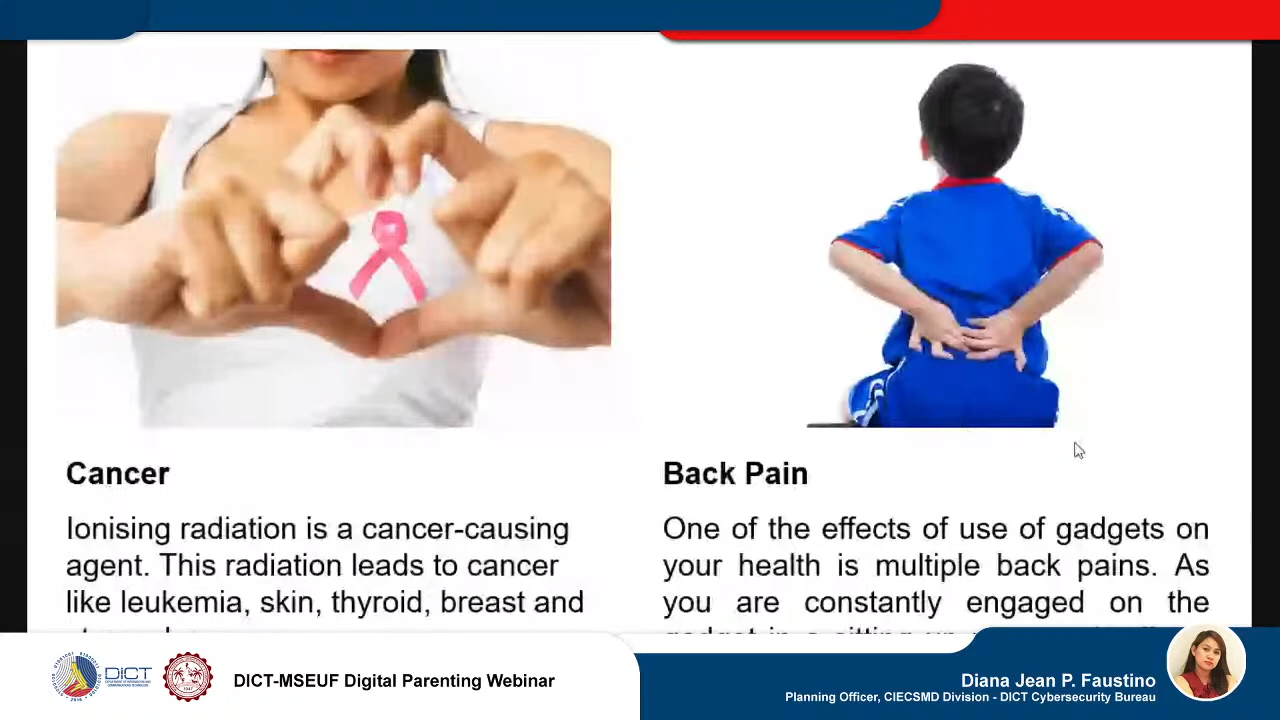 Cancer
Ionising radiation is a cancer-causing
agent. This radiation leads to cancer
like leukemia, skin, thyroid, breast and
Back Pain
One of the effects of use of gadgets on
your health is multiple back pains. As
you are constantly engaged on the
DICT
DICT-MSEUF Digital Parenting Webinar
Diana Jean P. Faustino
Planning Officer, CIECSMD Division - DICT Cybersecurity Bureau